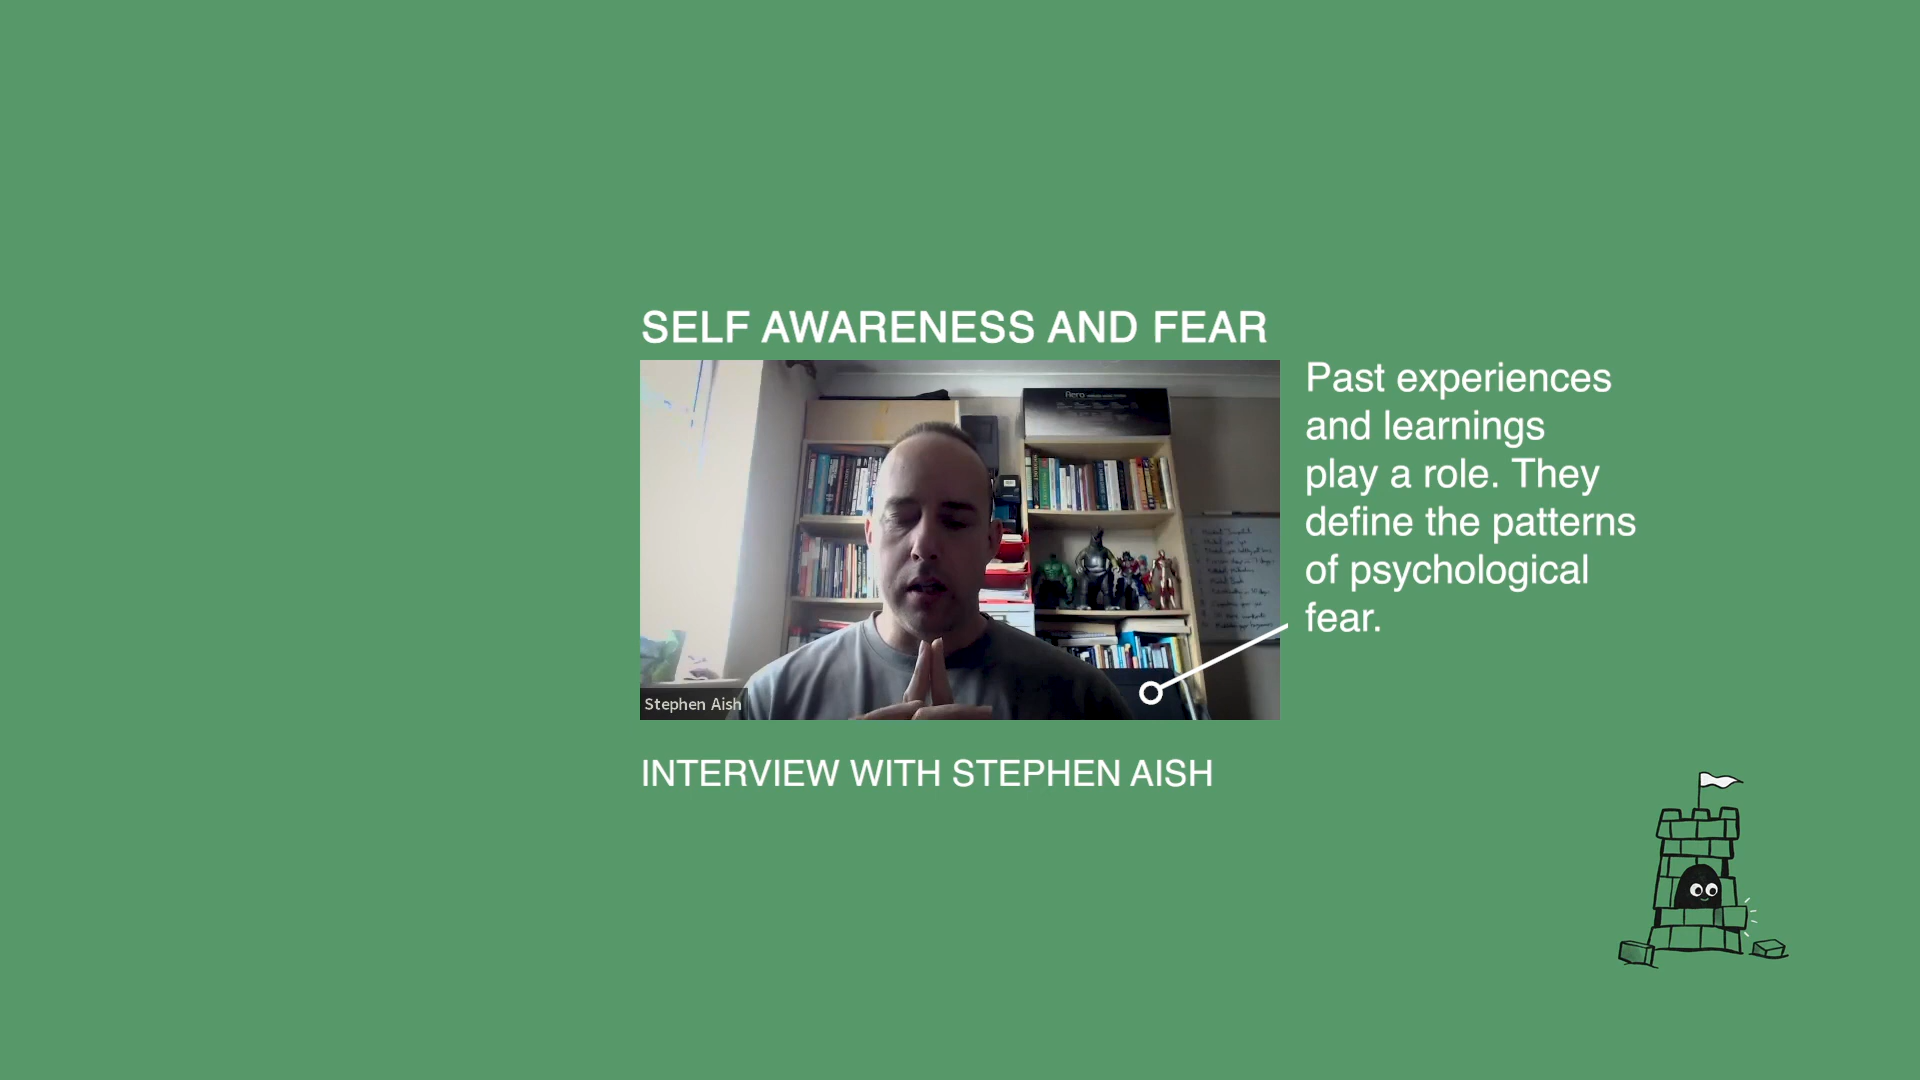 SELF AWARENESS AND FEAR
Past experiences
and learnings
play a role. They
define the patterns
of psychological
fear.
Aero
Stephen Aish
INTERVIEW WITH STEPHEN AISH